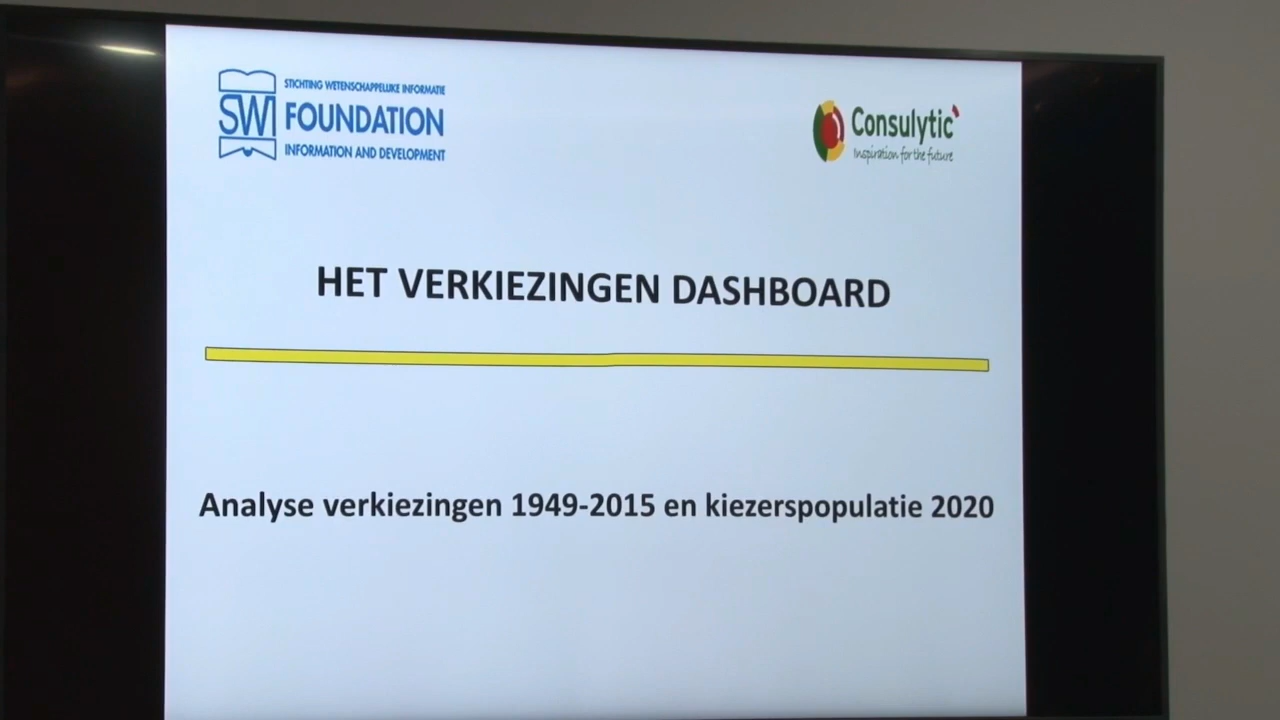 STICHTING WETENSCHAPPELIJKE INFORMATIE
SWI FOUNDATION
INFORMATION AND DEVELOPMENT
Consulytic
Inspiration for the future
HET VERKIEZINGEN DASHBOARD
Analyse verkiezingen 1949-2015 en kiezerspopulatie 2020